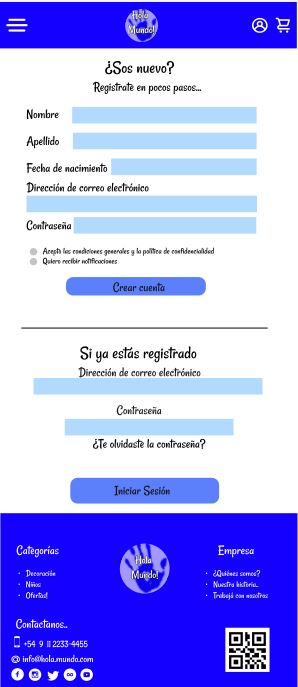 Hola
Mundo!
¿Sos nuevo?
Registrate en pocos pasos...
Nombre
Apellido
Fecha de nacimiento
Dirección de correo electrónico
Contraseña
Acepto las condiciones generales y la política de confidencialidad
Quiero recibir notificaciones
Crear cuenta
Si ya estás registrado
Dirección de correo electrónico
Contraseña
¿Te olvidaste la contraseña?
Iniciar Sesión
Categorías
• Decoración
• Niños
• Ofertas!
Hola
Mundo!
Empresa
• ¿Quiénes somos?
• Nuestra historia..
• Trabajá con nosotros
Contactanos..
+54 9 11 2233-4455
@ info@hola.mundo.com